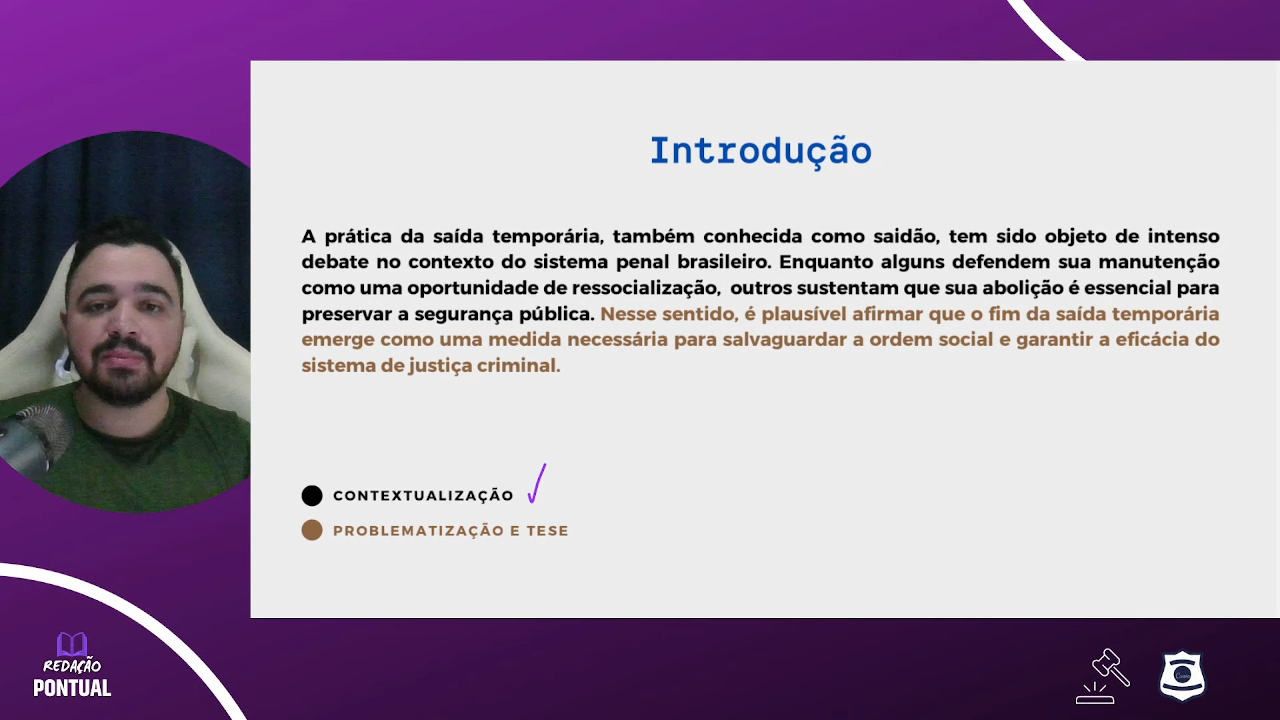 Introdução
A prática da saída temporária, também conhecida como saidão, tem sido objeto de intenso
debate no contexto do sistema penal brasileiro. Enquanto alguns defendem sua manutenção
como uma oportunidade de ressocialização, outros sustentam que sua abolição é essencial para
preservar a segurança pública. Nesse sentido, é plausível afirmar que o fim da saída temporária
emerge como uma medida necessária para salvaguardar a ordem social e garantir a eficácia do
sistema de justiça criminal.
CONTEXTUALIZAÇÃO
PROBLEMATIZAÇÃO E TESE
REDAÇÃO
PONTUAL